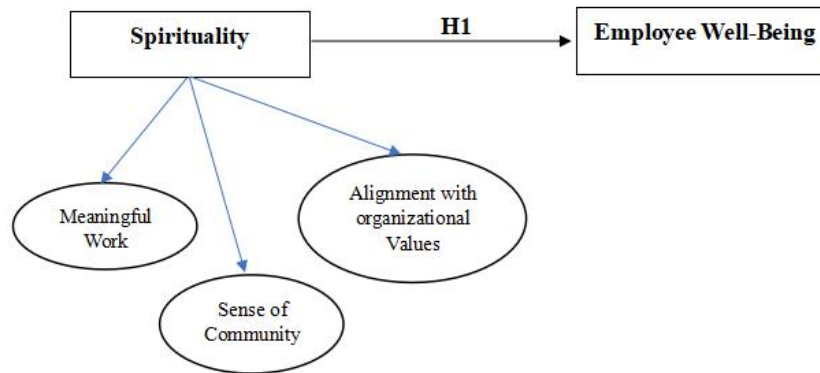 Spirituality
H1
Employee Well-Being
Meaningful
Work
Alignment with
organizational
Values
Sense of
Community